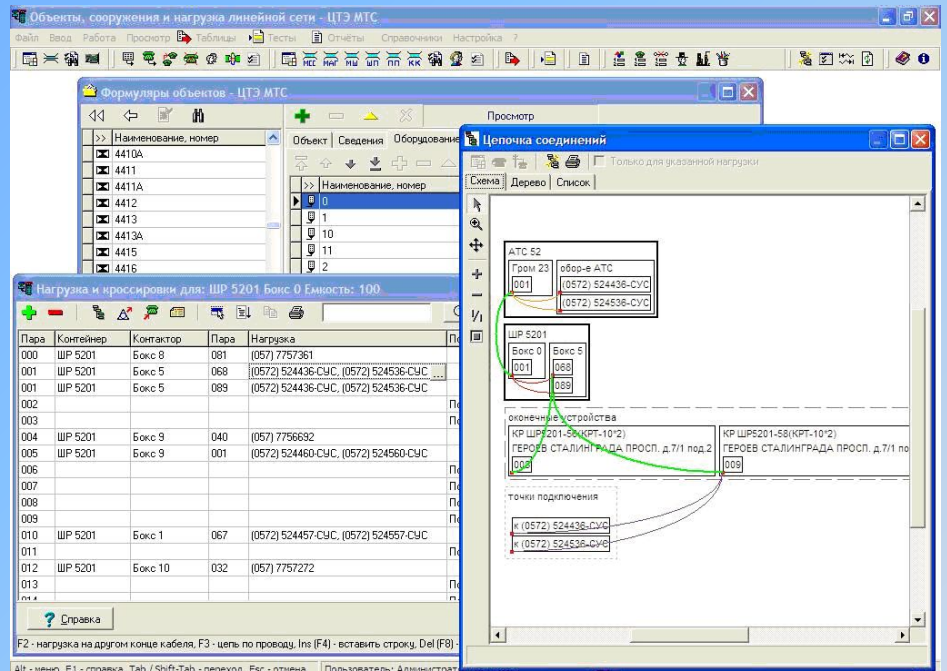 Объекты, сооружения и нагрузка линейной сети - ЦТЭ МТС
Файл Ввод Работа Просмотр Таблицы Тесты Отчёты Справочники Настройка ?
НСС МАГ МУ ШП ПП КК
Формуляры объектов - ЦТЭ МТС
Просмотр
>> Наименование, номер
4410А
4411
4411А
4412
4413
4413А
4415
4416
Объект Сведения Оборудование
>> Наименование, номер
0
1
10
11
2
Нагрузка и кроссировки для: ШР 5201 Бокс 0 Емкость: 100
Пара Контейнер Контактор Пара Нагрузка
000 ШР 5201 Бокс 8 081 (057) 7757361
001 ШР 5201 Бокс 5 068 (0572) 524436-СУС, (0572) 524536-СУС ...
001 ШР 5201 Бокс 5 089 (0572) 524436-СУС, (0572) 524536-СУС
002
003
004 ШР 5201 Бокс 9 040 (057) 7756692
005 ШР 5201 Бокс 9 001 (0572) 524460-СУС, (0572) 524560-СУС
006
007
008
009
010 ШР 5201 Бокс 1 067 (0572) 524457-СУС, (0572) 524557-СУС
011
012 ШР 5201 Бокс 10 032 (057) 7757272
013
014
? Справка
F2 - нагрузка на другом конце кабеля, F3 - цепь по проводу, Ins (F4) - вставить строку, Del (F8) -
Alt - меню, F1 - справка, Tab / Shift-Tab - переход, Esc - отмена
Пользователь:
Цепочка соединений
Только для указанной нагрузки
Схема Дерево Список
АТС 52
Гром 23 обор-е АТС
001 (0572) 524436-СУС
(0572) 524536-СУС
ШР 5201
Бокс 0 Бокс 5
001 068
089
оконечные устройства
КР ШР5201-56(КРТ-10*2) КР ШР5201-58(КРТ-10*2)
ГЕРОЕВ СТАЛИНГРАДА ПРОСП. д.7/1 под.2 ГЕРОЕВ СТАЛИНГРАДА ПРОСП. д.7/1 по
009
точки подключения
к (0572) 524436-СУС
к (0572) 524536-СУС